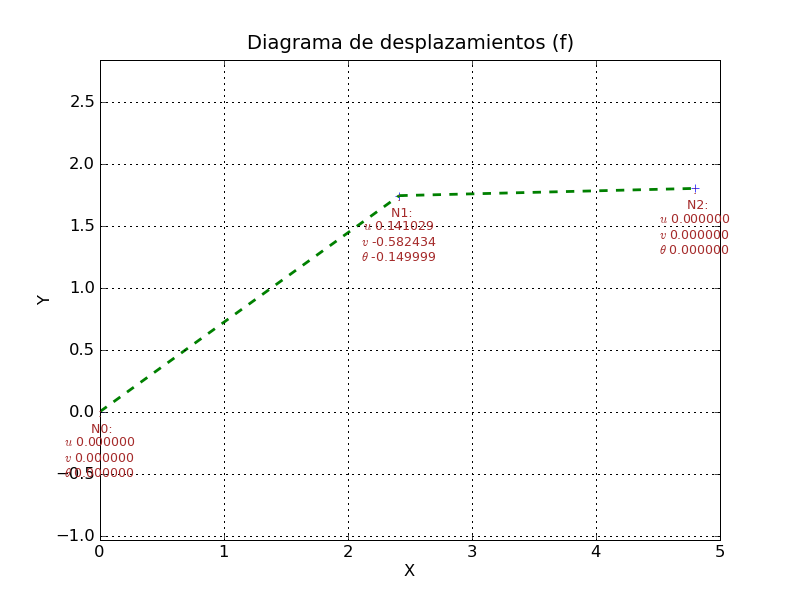 Diagrama de desplazamientos (f)
2.5
2.0
N2:
u 0.000000
v 0.000000
θ 0.000000
N1:
u 0.141029
v -0.582434
θ -0.149999
1.5
1.0
Y
0.5
0.0
N0:
u 0.000000
v 0.000000
θ 0.000000
−0.5
−1.0
0 1 2 3 4 5
X